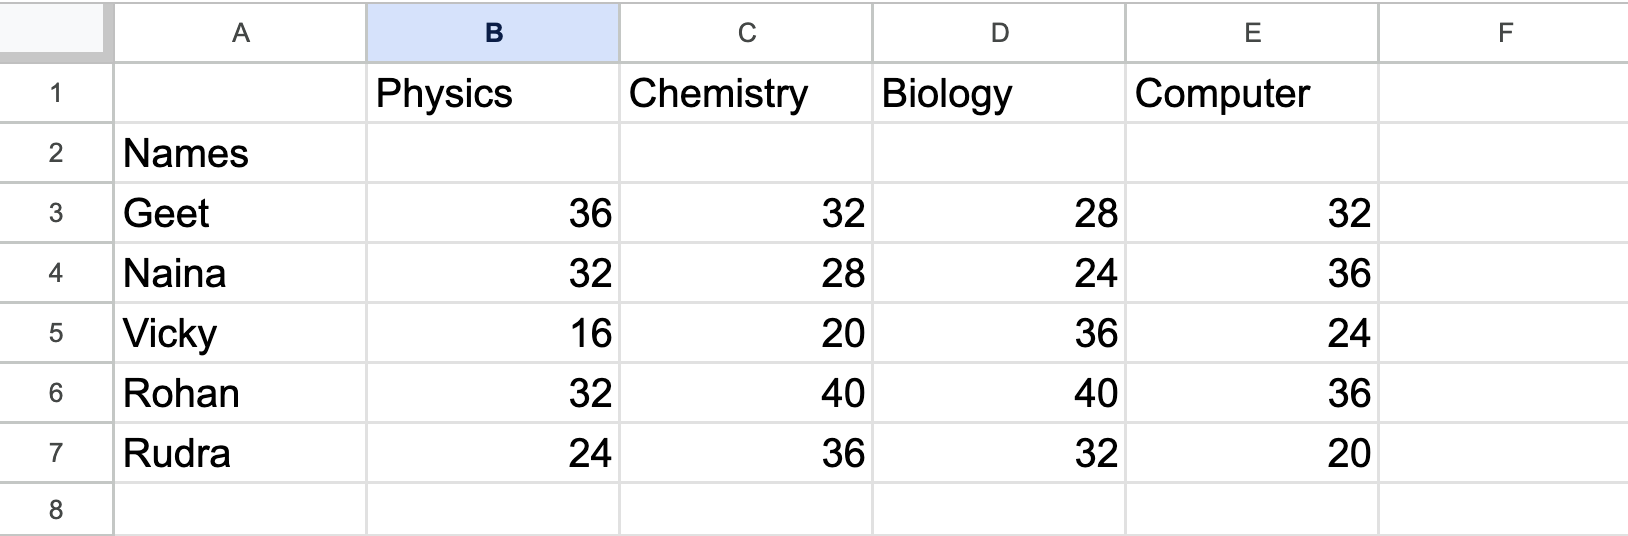 A B C D E F
1 Physics Chemistry Biology Computer
2 Names
3 Geet 36 32 28 32
4 Naina 32 28 24 36
5 Vicky 16 20 36 24
6 Rohan 32 40 40 36
7 Rudra 24 36 32 20
8